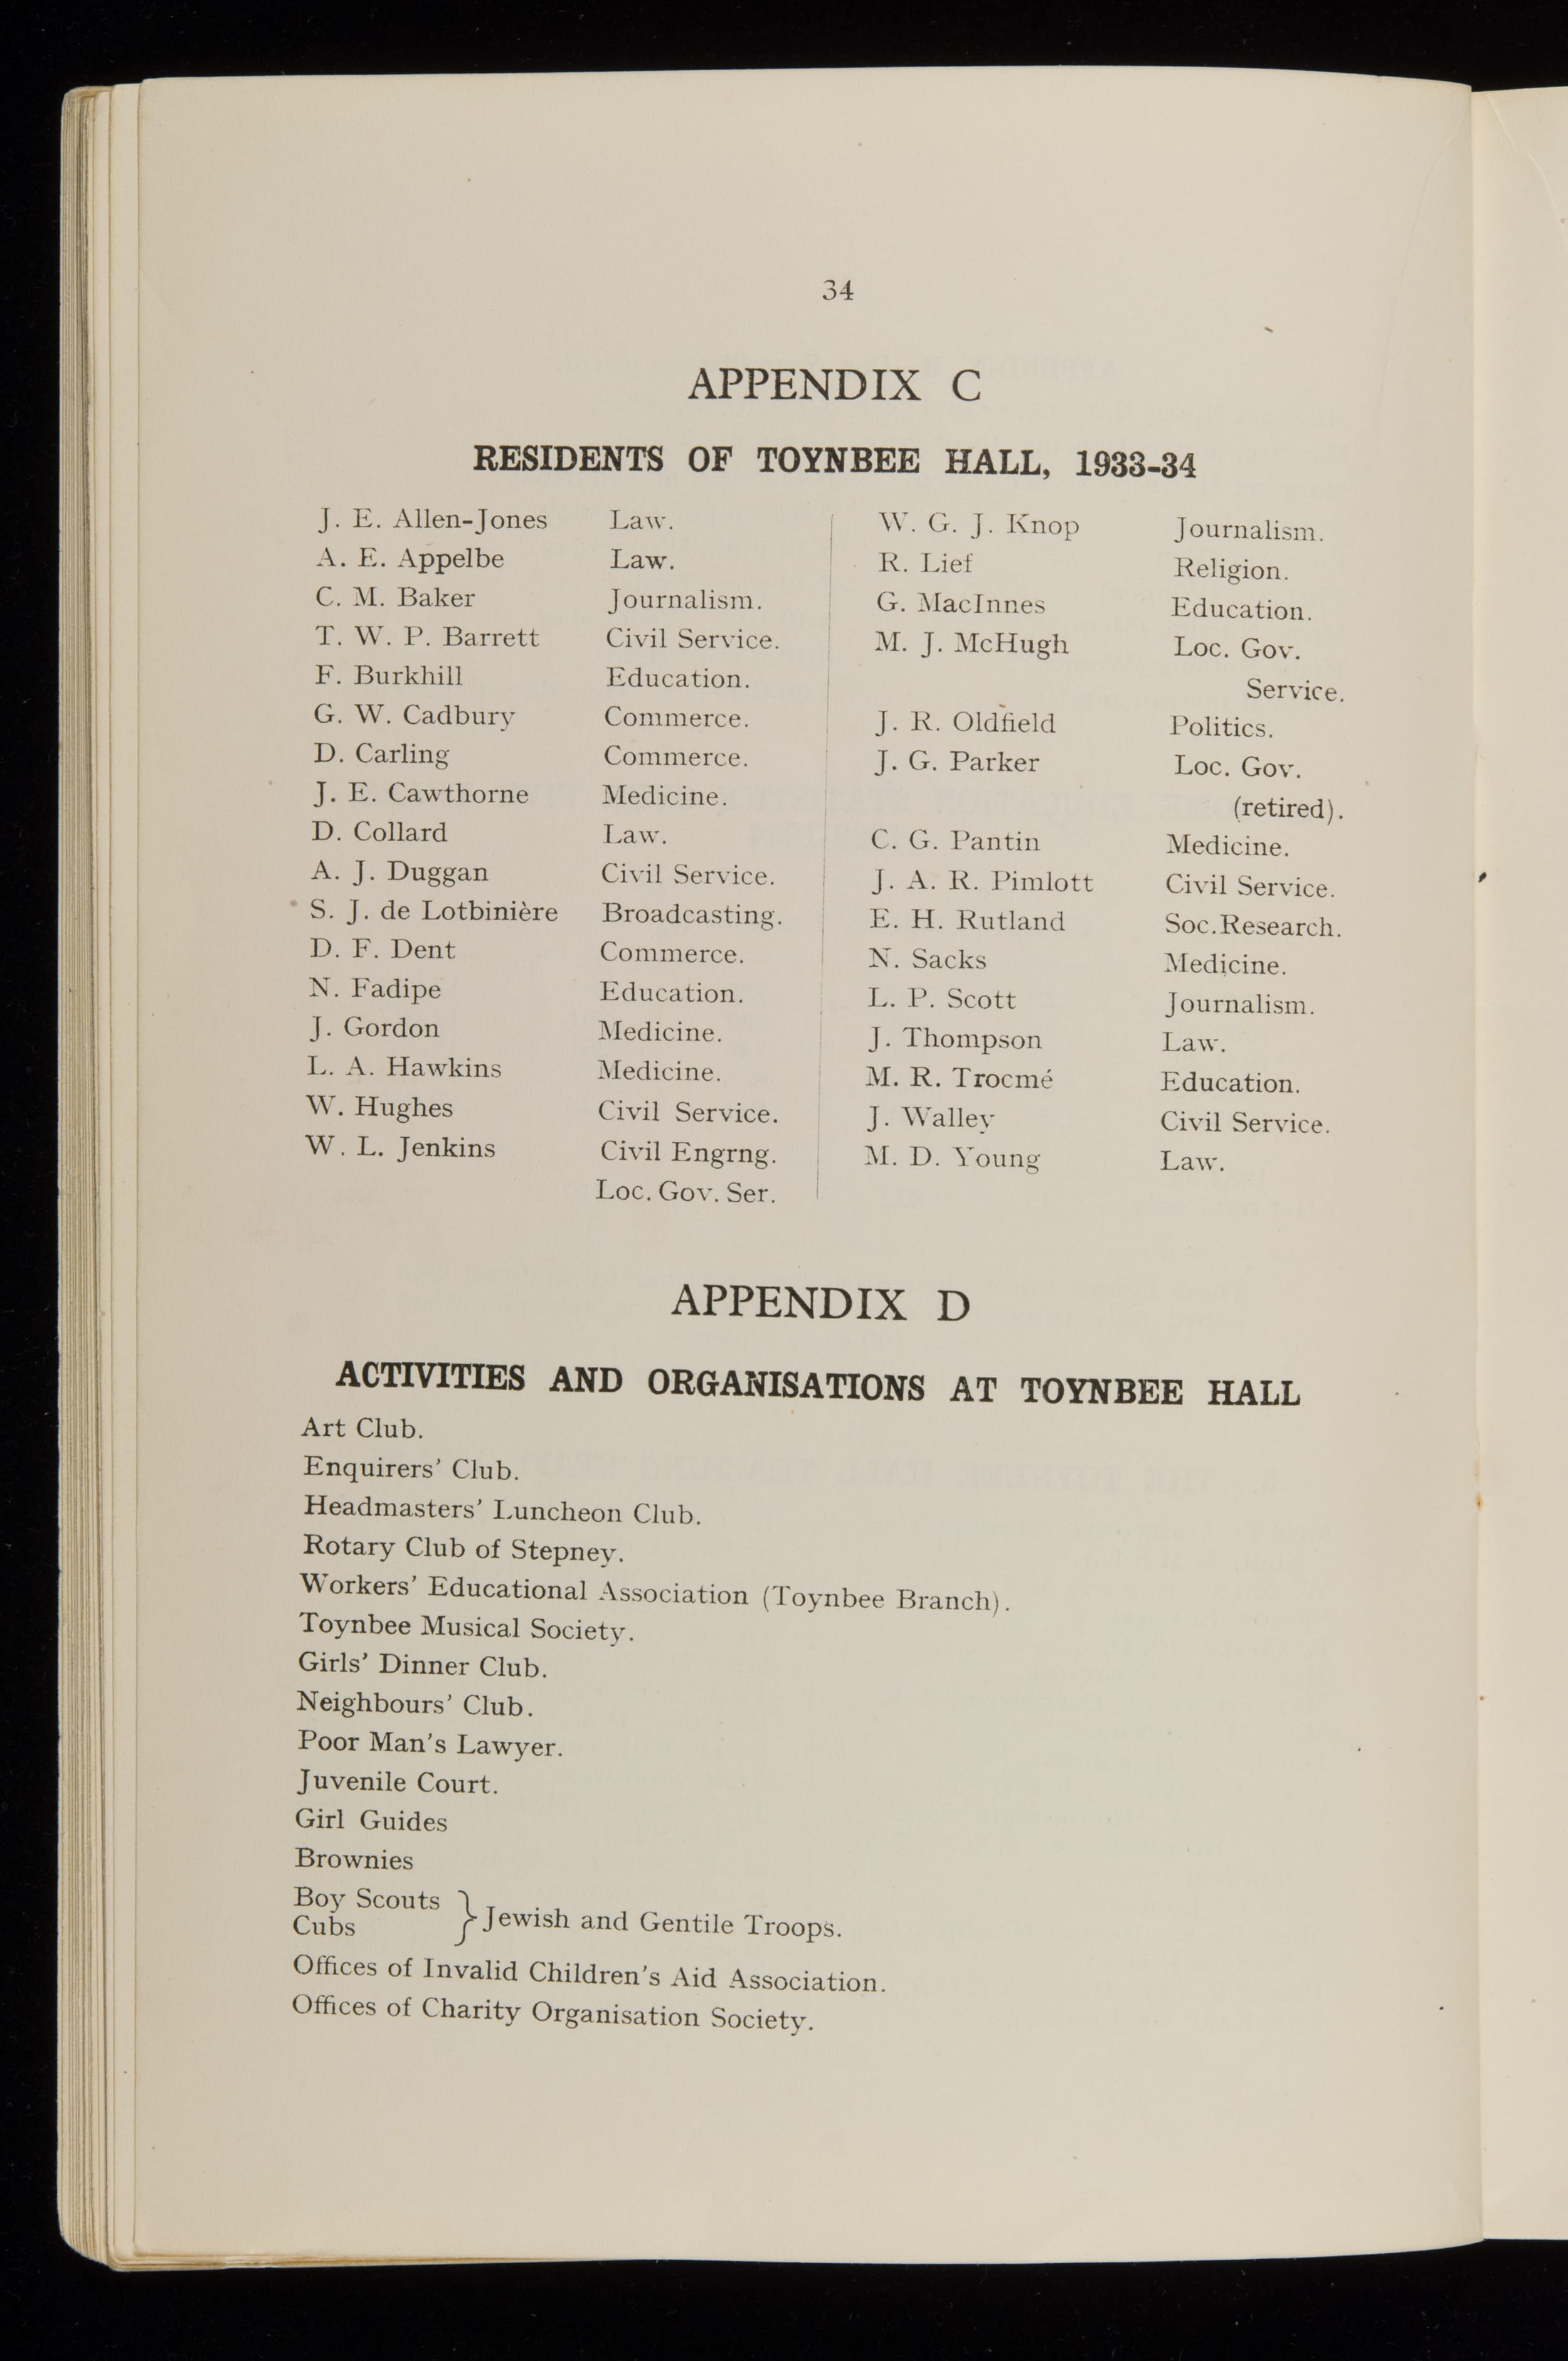 34
APPENDIX C
RESIDENTS OF TOYNBEE HALL, 1933-34
J. E. Allen-Jones Law.
A. E. Appelbe Law.
C. M. Baker Journalism.
T. W. P. Barrett Civil Service.
F. Burkhill Education.
G. W. Cadbury Commerce.
D. Carling Commerce.
J. E. Cawthorne Medicine.
D. Collard Law.
A. J. Duggan Civil Service.
S. J. de Lotbinière Broadcasting.
D. F. Dent Commerce.
N. Fadipe Education.
J. Gordon Medicine.
L. A. Hawkins Medicine.
W. Hughes Civil Service.
W. L. Jenkins Civil Engrng.
Loc. Gov. Ser.
W. G. J. Knop Journalism.
R. Lief Religion.
G. MacInnes Education.
M. J. McHugh Loc. Gov.
Service.
J. R. Oldfield Politics.
J. G. Parker Loc. Gov.
(retired).
C. G. Pantin Medicine.
J. A. R. Pimlott Civil Service.
E. H. Rutland Soc.Research.
N. Sacks Medicine.
L. P. Scott Journalism.
J. Thompson Law.
M. R. Trocmé Education.
J. Walley Civil Service.
M. D. Young Law.
APPENDIX D
ACTIVITIES AND ORGANISATIONS AT TOYNBEE HALL
Art Club.
Enquirers' Club.
Headmasters' Luncheon Club.
Rotary Club of Stepney.
Workers' Educational Association (Toynbee Branch).
Toynbee Musical Society.
Girls' Dinner Club.
Neighbours' Club.
Poor Man's Lawyer.
Juvenile Court.
Girl Guides
Brownies
Boy Scouts
Cubs
} Jewish and Gentile Troops.
Offices of Invalid Children's Aid Association.
Offices of Charity Organisation Society.